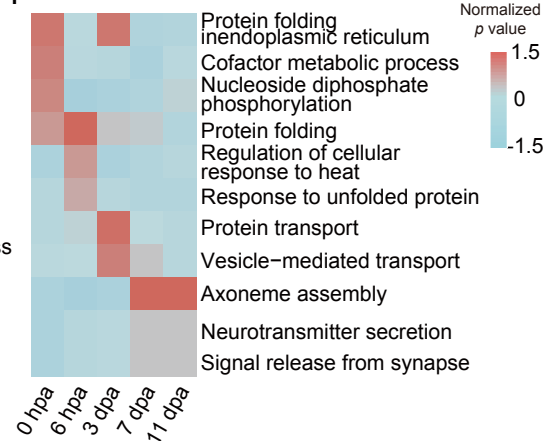 Normalized
p value
Protein folding
inendoplasmic reticulum
Cofactor metabolic process
Nucleoside diphosphate
phosphorylation
Protein folding
Regulation of cellular
response to heat
Response to unfolded protein
Protein transport
Vesicle−mediated transport
Axoneme assembly
Neurotransmitter secretion
Signal release from synapse
1.5
0
-1.5
0 hpa
6 hpa
3 dpa
7 dpa
11 dpa